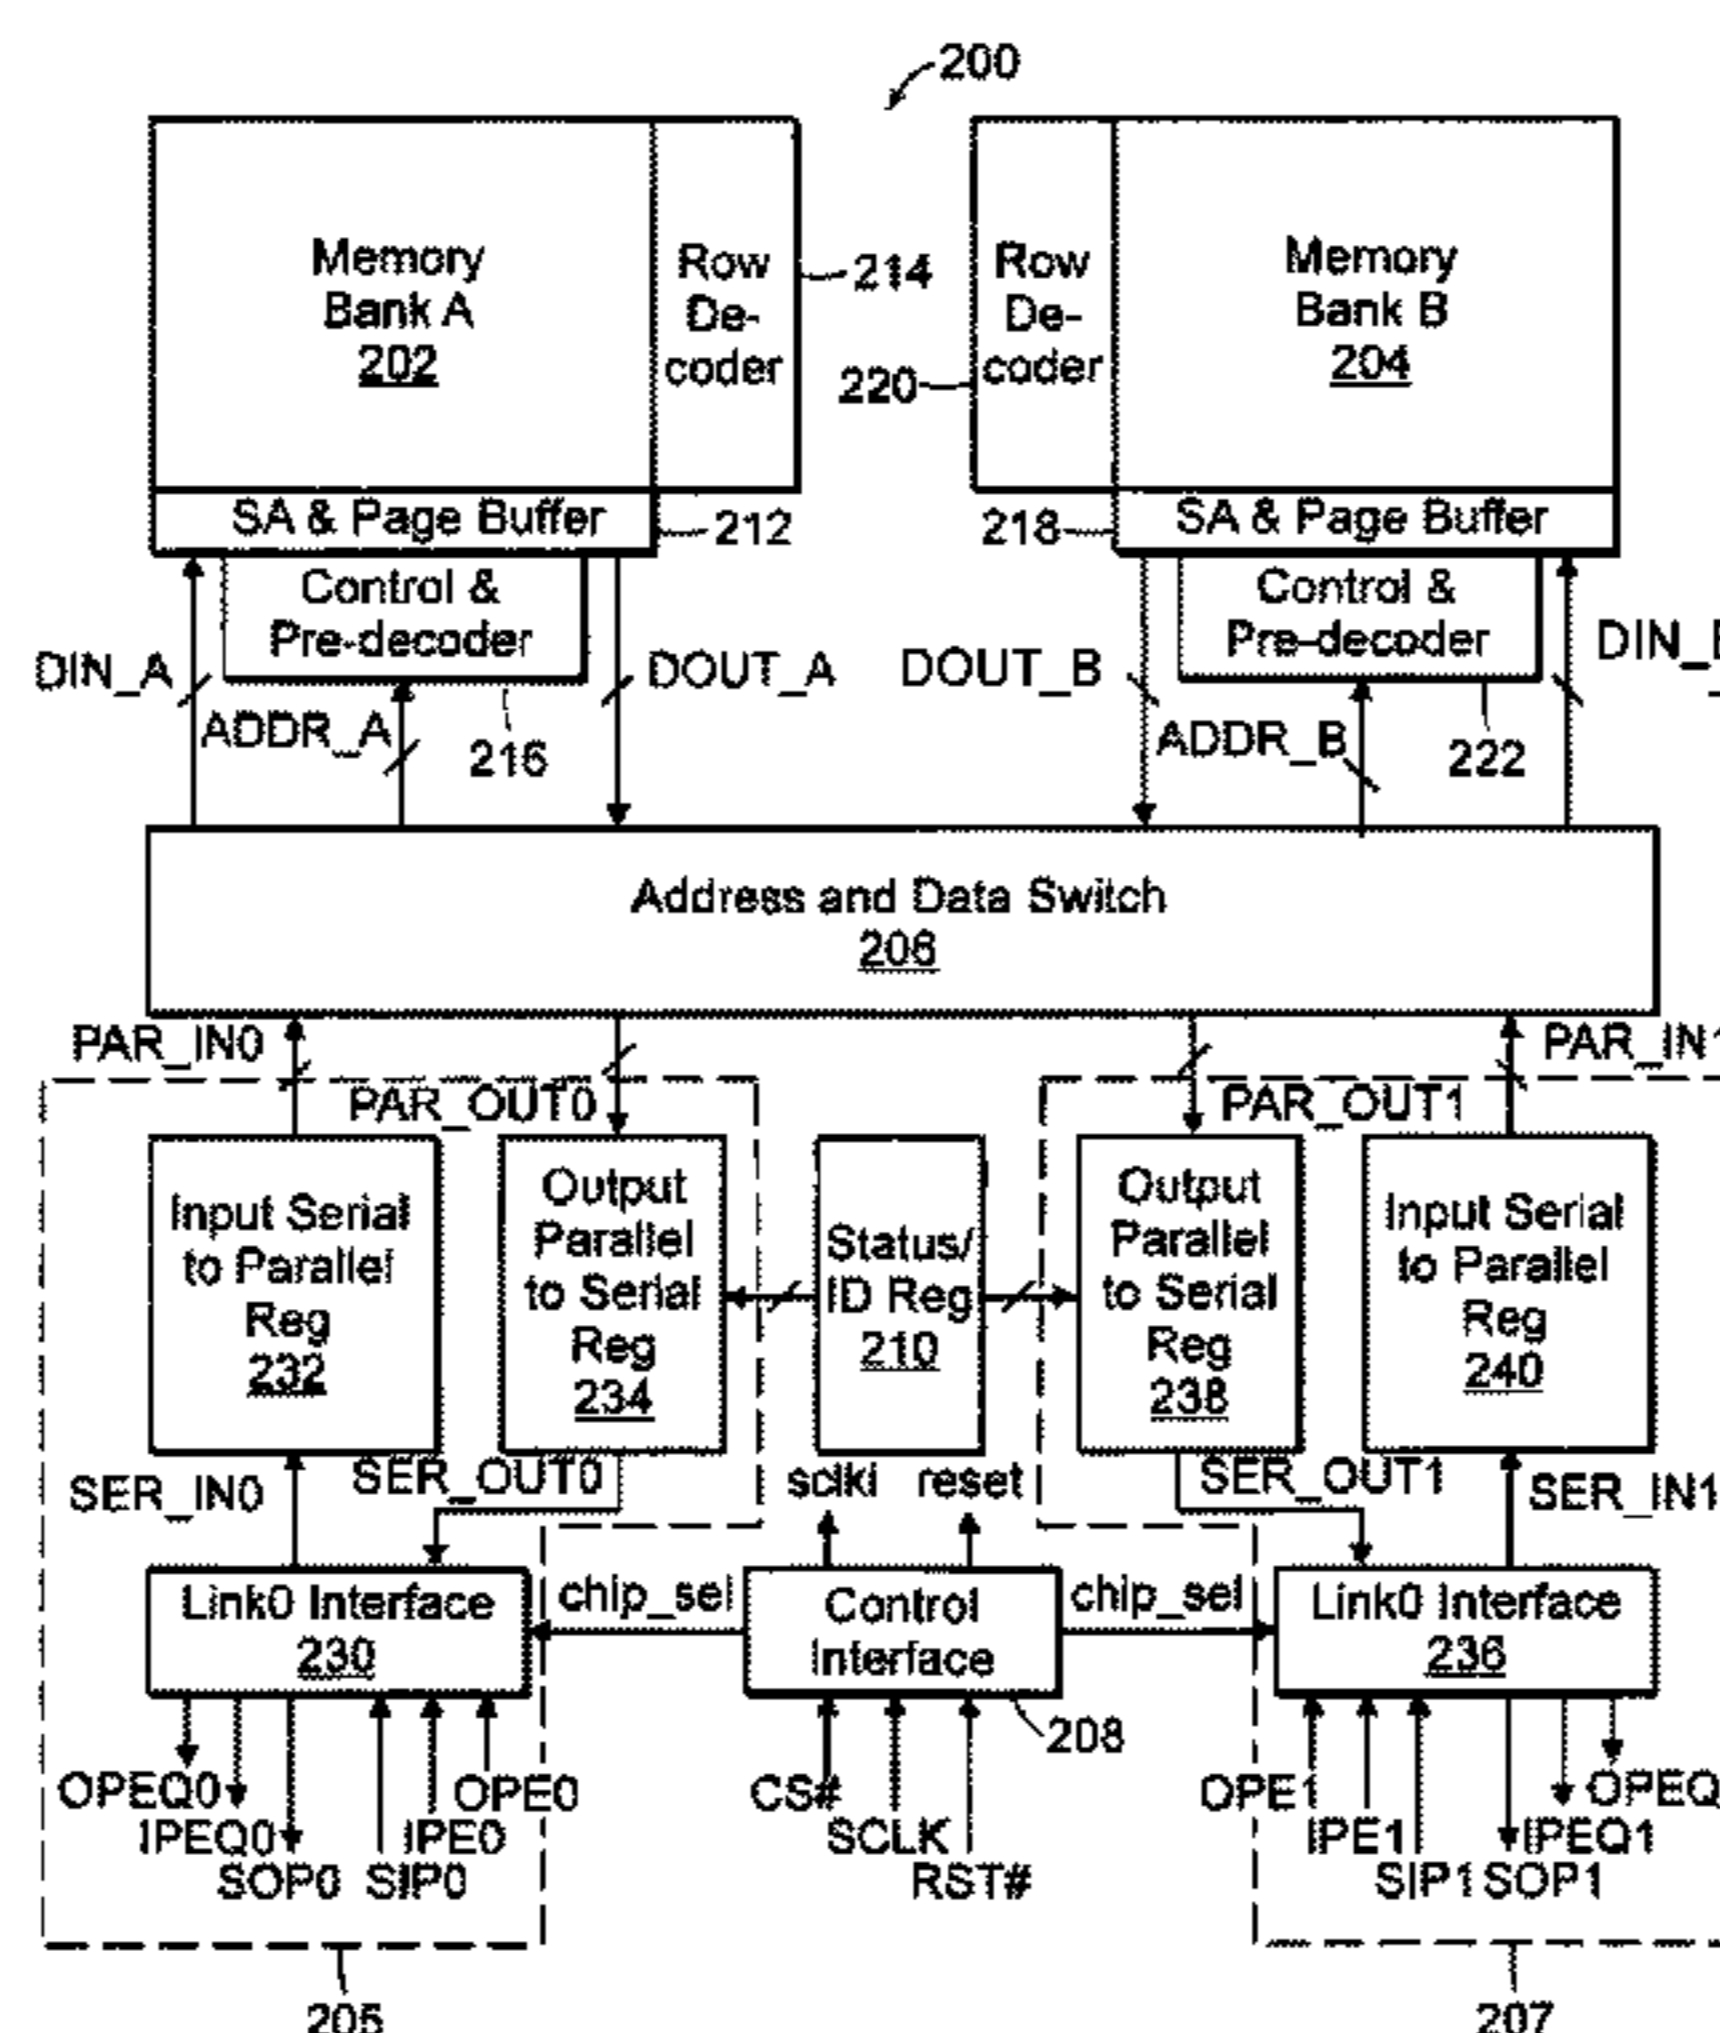 200
Memory
Bank A
202
Row
De-
coder
214
220
Row
De-
coder
Memory
Bank B
204
SA & Page Buffer
212
218
SA & Page Buffer
Control &
Pre-decoder
Control &
Pre-decoder
DIN_A
ADDR_A
216
DOUT_A
DOUT_B
ADDR_B
222
DIN_B
Address and Data Switch
206
PAR_IN0
PAR_OUT0
PAR_OUT1
PAR_IN1
Input Serial
to Parallel
Reg
232
Output
Parallel
to Serial
Reg
234
Status/
ID Reg
210
Output
Parallel
to Serial
Reg
238
Input Serial
to Parallel
Reg
240
SER_IN0
SER_OUT0
sclki
reset
SER_OUT1
SER_IN1
Link0 Interface
230
chip_sel
Control
Interface
208
chip_sel
Link0 Interface
236
OPEQ0
IPEQ0
SOP0
SIP0
IPE0
OPE0
CS#
SCLK
RST#
OPE1
IPE1
SIP1
SOP1
IPEQ1
OPEQ
205
207